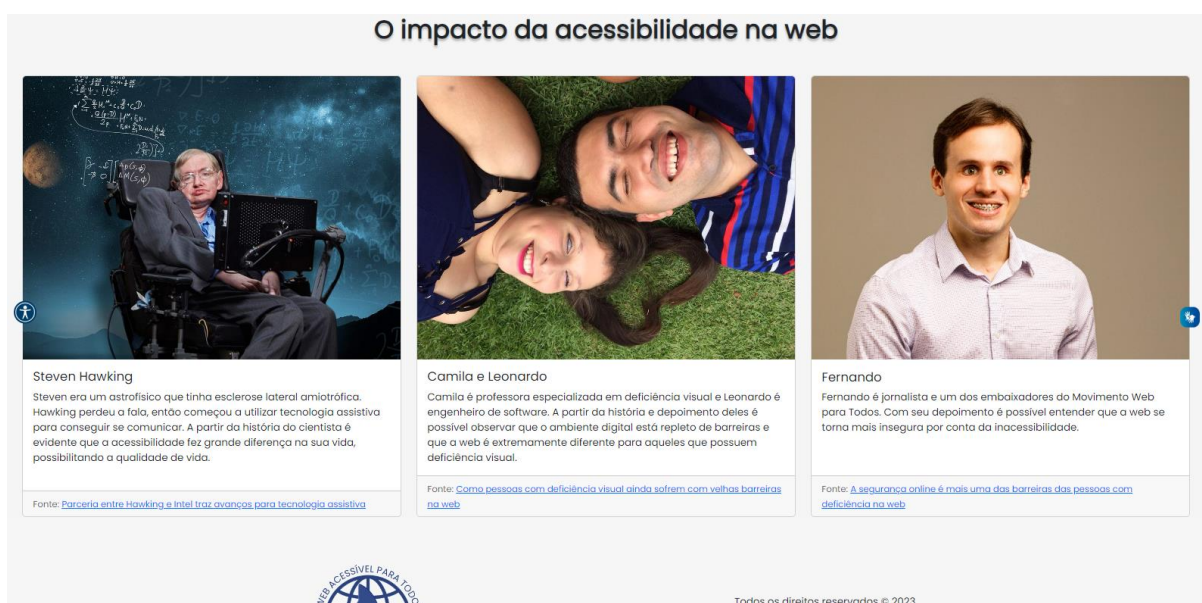 O impacto da acessibilidade na web
Steven Hawking
Steven era um astrofísico que tinha esclerose lateral amiotrófica.
Hawking perdeu a fala, então começou a utilizar tecnologia assistiva
para conseguir se comunicar. A partir da história do cientista é
evidente que a acessibilidade fez grande diferença na sua vida,
possibilitando a qualidade de vida.
Fonte: Parceria entre Hawking e Intel traz avanços para tecnologia assistiva
Camila e Leonardo
Camila é professora especializada em deficiência visual e Leonardo é
engenheiro de software. A partir da história e depoimento deles é
possível observar que o ambiente digital está repleto de barreiras e
que a web é extremamente diferente para aqueles que possuem
deficiência visual.
Fonte: Como pessoas com deficiência visual ainda sofrem com velhas barreiras
na web
Fernando
Fernando é jornalista e um dos embaixadores do Movimento Web
para Todos. Com seu depoimento é possível entender que a web se
torna mais insegura por conta da inacessibilidade.
Fonte: A segurança online é mais uma das barreiras das pessoas com
deficiência na web
WEB ACESSÍVEL PARA TODO
Todos os direitos reservados © 2023